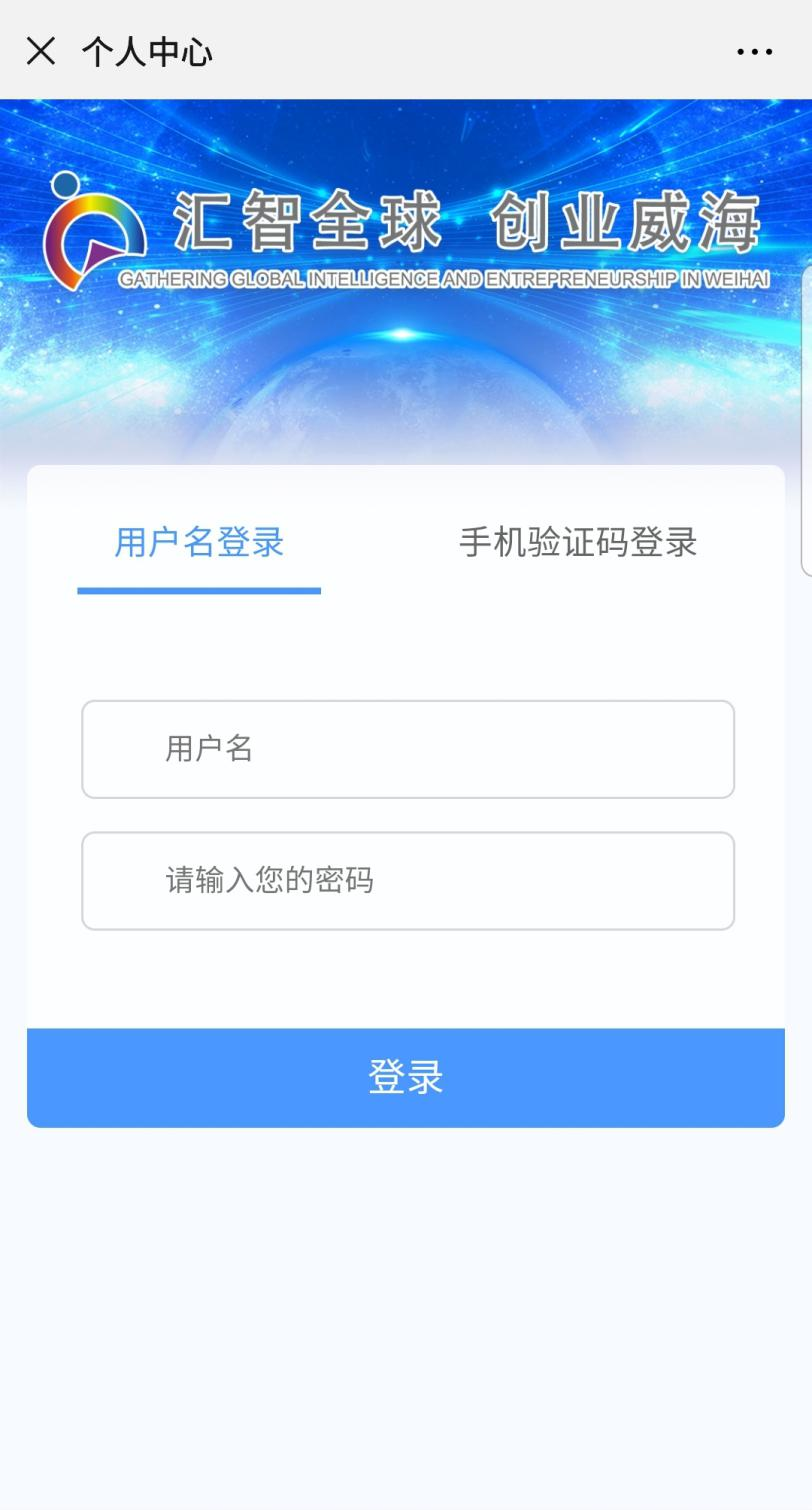 个人中心
汇智全球 创业威海
GATHERING GLOBAL INTELLIGENCE AND ENTREPRENEURSHIP IN WEIHAI
用户名登录 手机验证码登录
用户名
请输入您的密码
登录